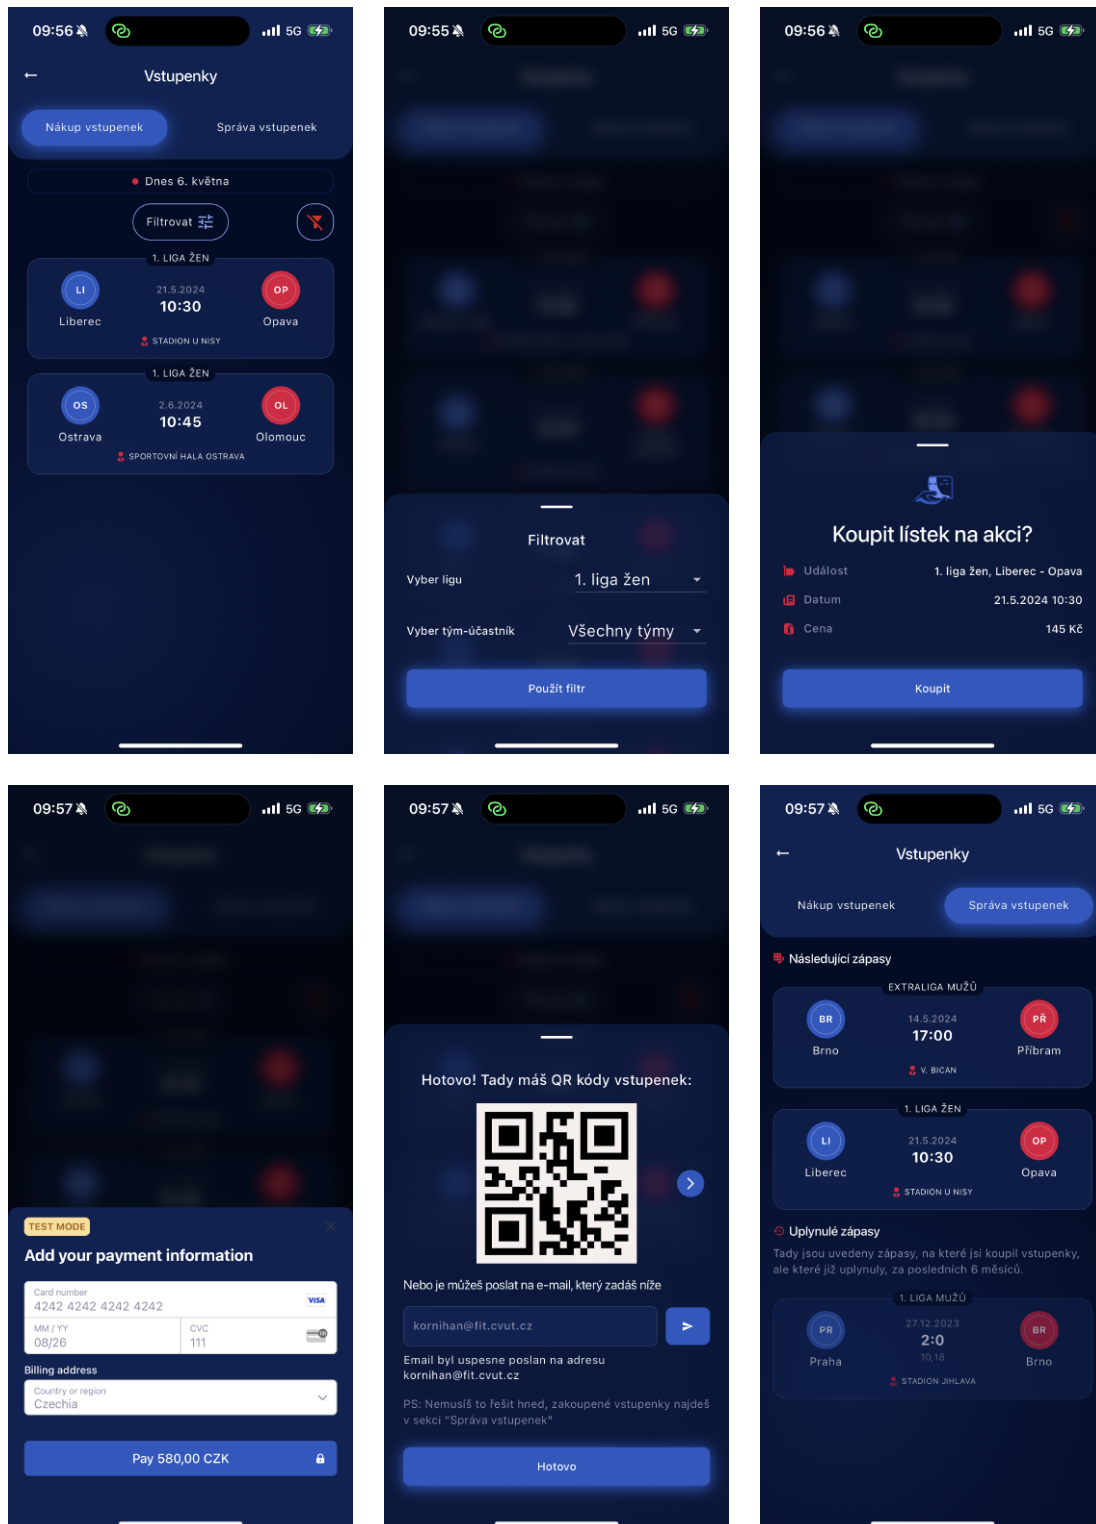 09:56
5G
Vstupenky
Nákup vstupenek
Správa vstupenek
Dnes 6. května
Filtrovat
1. LIGA ŽEN
LI
21.5.2024
OP
10:30
Liberec
Opava
STADION U NISY
1. LIGA ŽEN
OS
2.6.2024
OL
10:45
Ostrava
Olomouc
SPORTOVNÍ HALA OSTRAVA
09:55
5G
Filtrovat
Vyber ligu
1. liga žen
Vyber tým-účastník
Všechny týmy
Použít filtr
09:56
5G
Koupit lístek na akci?
Událost
1. liga žen, Liberec - Opava
Datum
21.5.2024 10:30
Cena
145 Kč
Koupit
09:57
5G
TEST MODE
Add your payment information
Card number
4242 4242 4242 4242
VISA
MM / YY
CVC
08/26
111
Billing address
Country or region
Czechia
Pay 580,00 CZK
09:57
5G
Hotovo! Tady máš QR kódy vstupenek:
Nebo je můžeš poslat na e-mail, který zadáš níže
kornihan@fit.cvut.cz
Email byl uspesne poslan na adresu
kornihan@fit.cvut.cz
PS: Nemusíš to řešit hned, zakoupené vstupenky najdeš
v sekci "Správa vstupenek"
Hotovo
09:57
5G
Vstupenky
Nákup vstupenek
Správa vstupenek
Následující zápasy
EXTRALIGA MUŽŮ
BR
14.5.2024
PŘ
17:00
Brno
Příbram
V. BICAN
1. LIGA ŽEN
LI
21.5.2024
OP
10:30
Liberec
Opava
STADION U NISY
Uplynulé zápasy
Tady jsou uvedeny zápasy, na které jsi koupil vstupenky,
ale které již uplynuly, za posledních 6 měsíců.
1. LIGA MUŽŮ
PR
27.12.2023
BR
2:0
10,18
Praha
Brno
STADION JIHLAVA